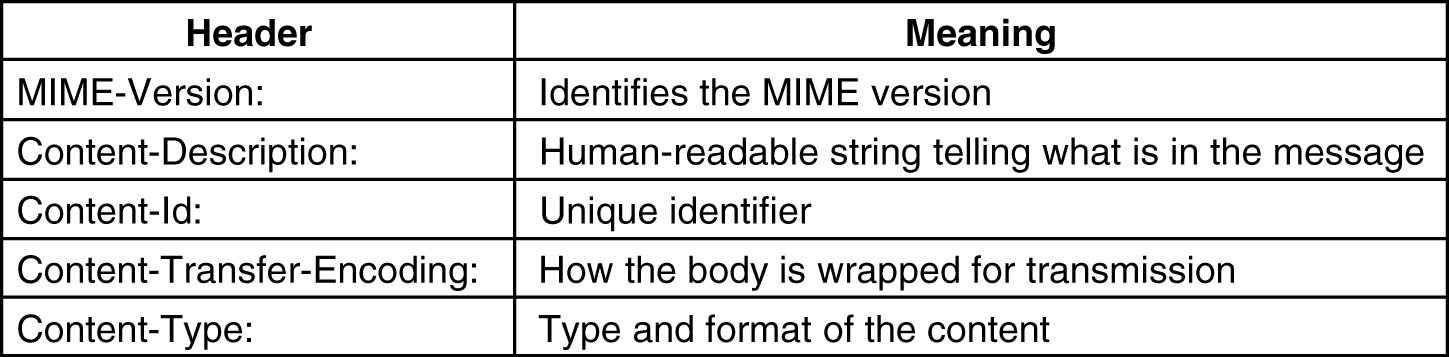 Header Meaning
MIME-Version: Identifies the MIME version
Content-Description: Human-readable string telling what is in the message
Content-Id: Unique identifier
Content-Transfer-Encoding: How the body is wrapped for transmission
Content-Type: Type and format of the content